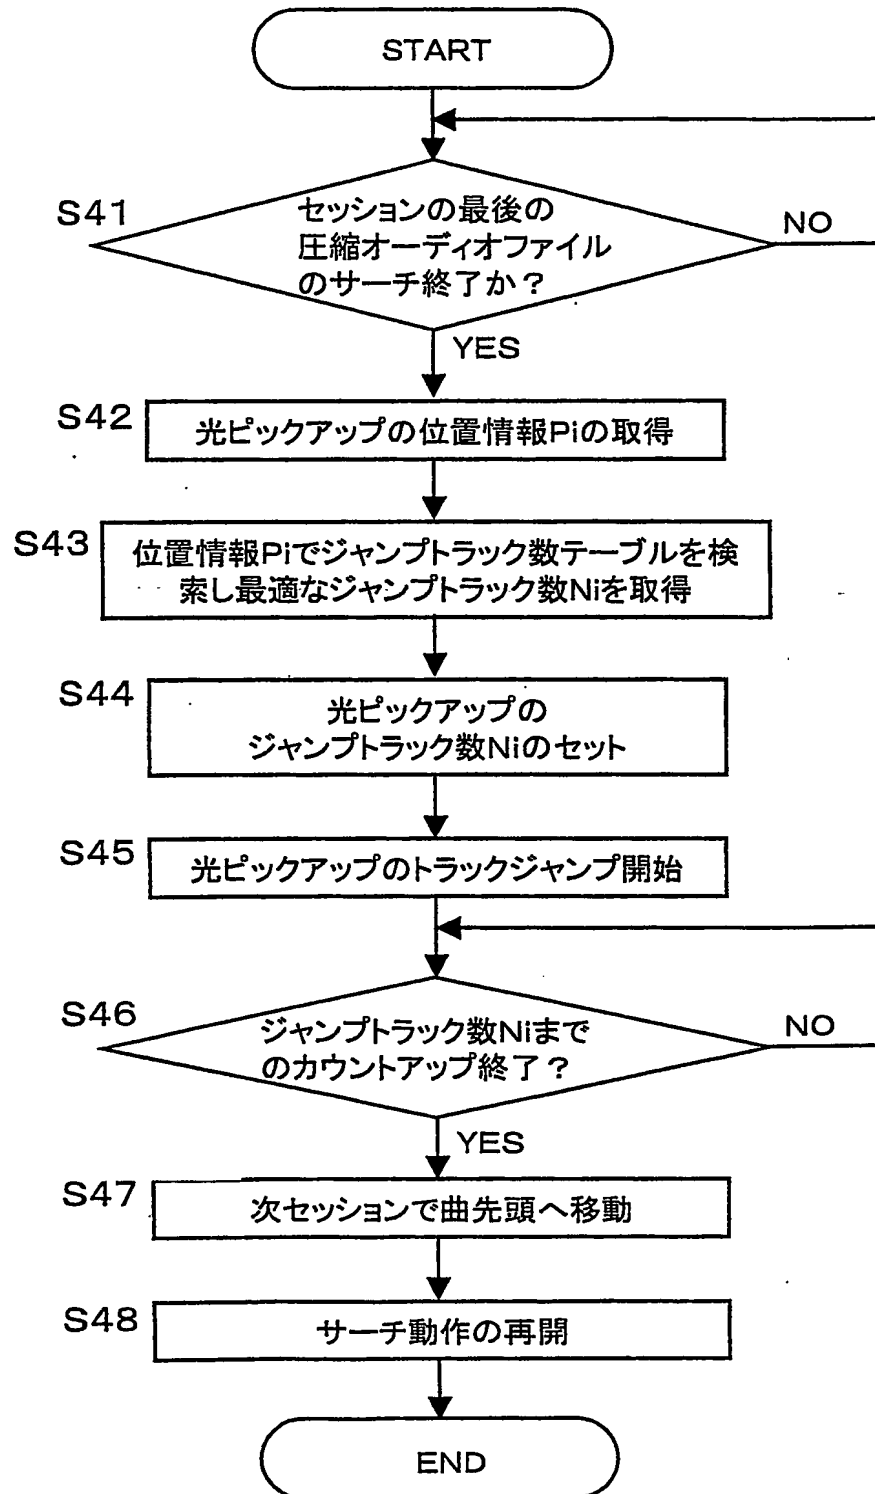 START
S41
セッションの最後の
圧縮オーディオファイル
のサーチ終了か?
NO
YES
S42
光ピックアップの位置情報Piの取得
S43
位置情報Piでジャンプトラック数テーブルを検
索し最適なジャンプトラック数Niを取得
S44
光ピックアップの
ジャンプトラック数Niのセット
S45
光ピックアップのトラックジャンプ開始
S46
ジャンプトラック数Niまで
のカウントアップ終了?
NO
YES
S47
次セッションで曲先頭へ移動
S48
サーチ動作の再開
END